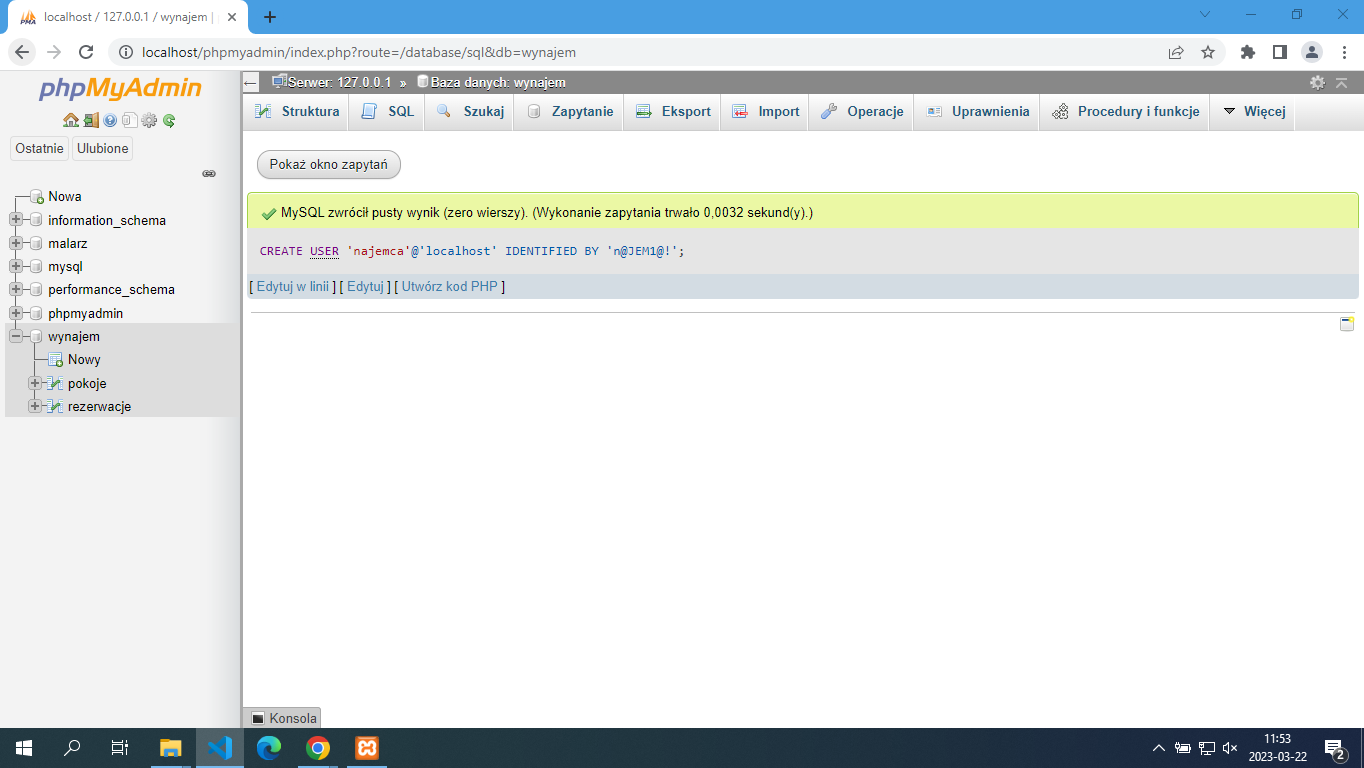 localhost / 127.0.0.1 / wynajem |
localhost/phpmyadmin/index.php?route=/database/sql&db=wynajem
phpMyAdmin
Ostatnie Ulubione
Nowa
information_schema
malarz
mysql
performance_schema
phpmyadmin
wynajem
Nowy
pokoje
rezerwacje
Serwer: 127.0.0.1 » Baza danych: wynajem
Struktura SQL Szukaj Zapytanie Eksport Import Operacje Uprawnienia Procedury i funkcje Więcej
Pokaż okno zapytań
MySQL zwrócił pusty wynik (zero wierszy). (Wykonanie zapytania trwało 0,0032 sekund(y).)
CREATE USER 'najemca'@'localhost' IDENTIFIED BY 'n@JEM1@!';
[ Edytuj w linii ] [ Edytuj ] [ Utwórz kod PHP ]
Konsola
11:53
2023-03-22
2